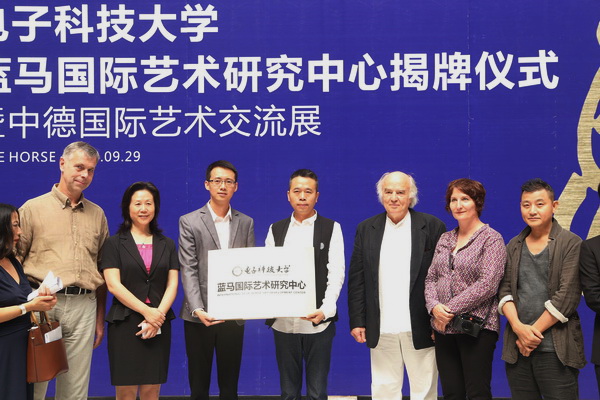 电子科技大学
蓝马国际艺术研究中心揭牌仪式
暨中德国际艺术交流展
E HORSE
.09.29
电子科技大学
蓝马国际艺术研究中心